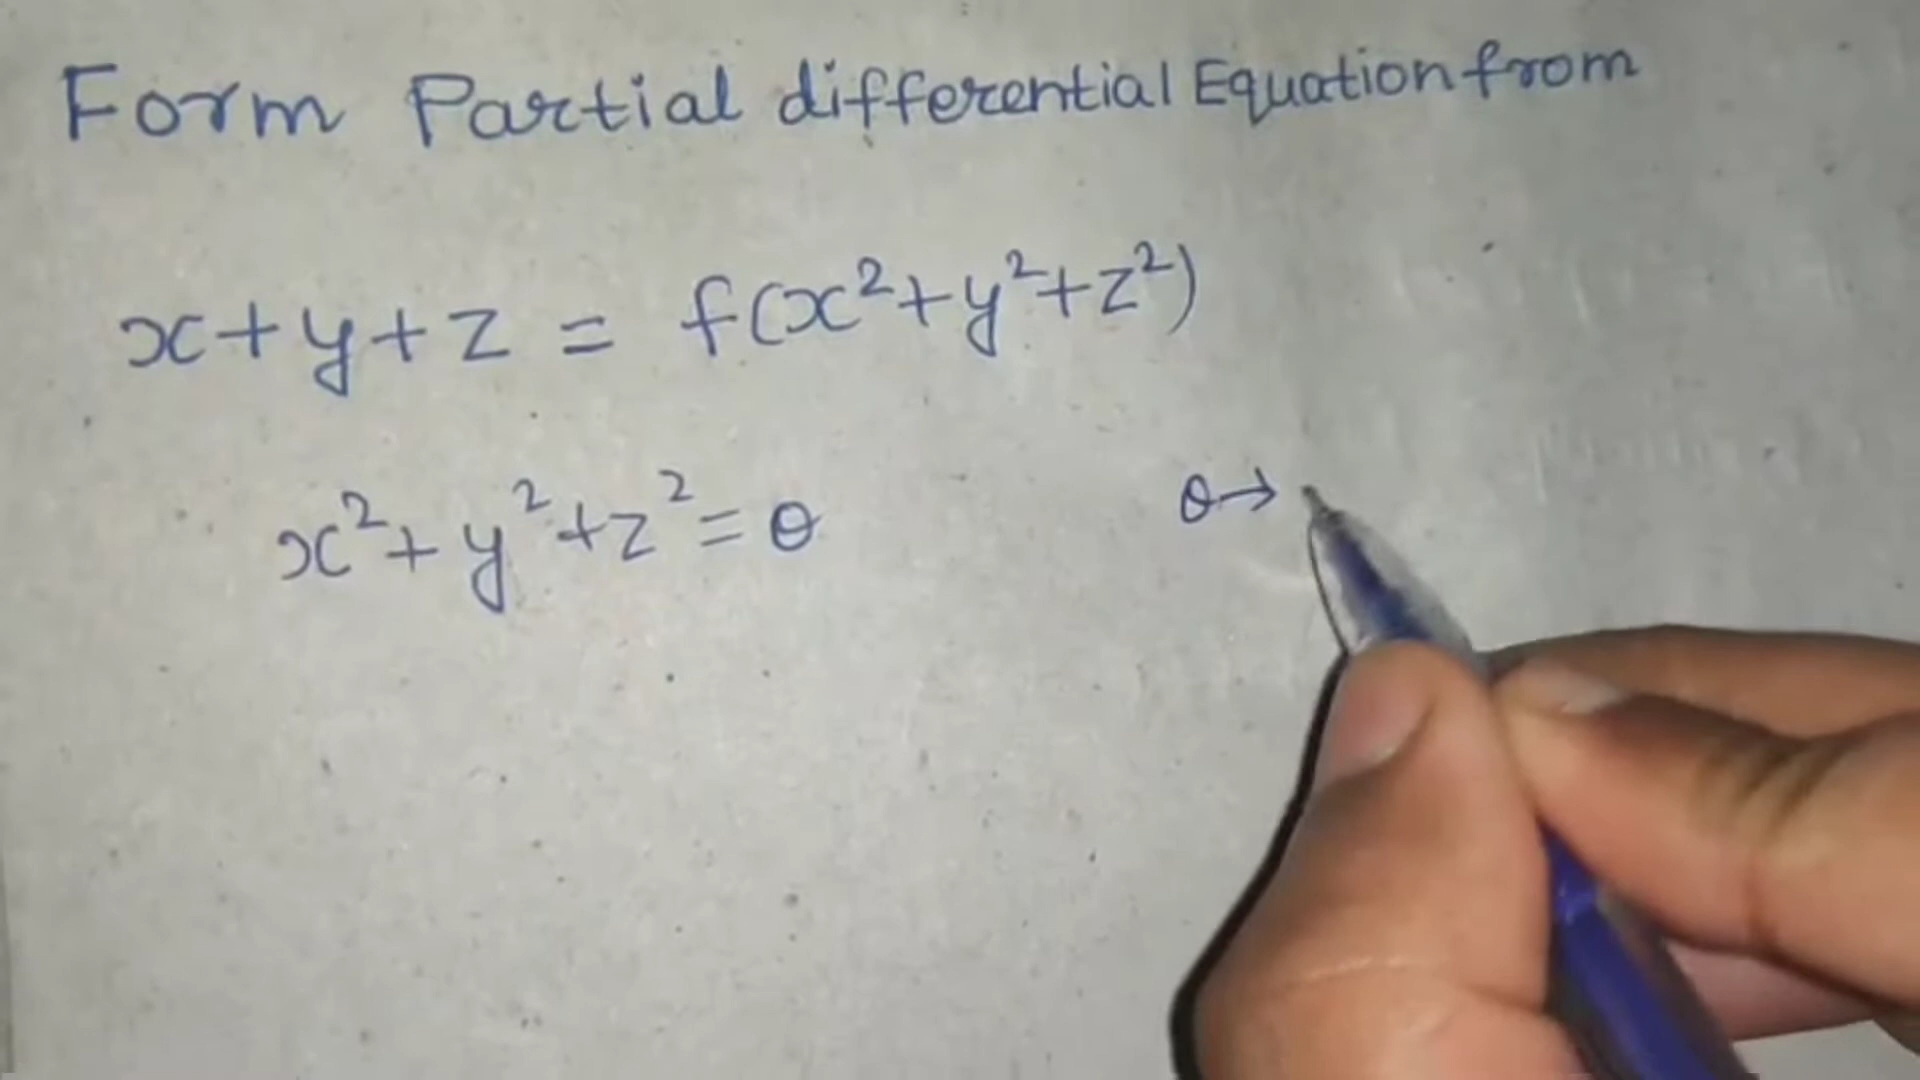 Form Partial differential Equation from
x+y+z = f(x²+y²+z²)
x²+y²+z²=θ θ→